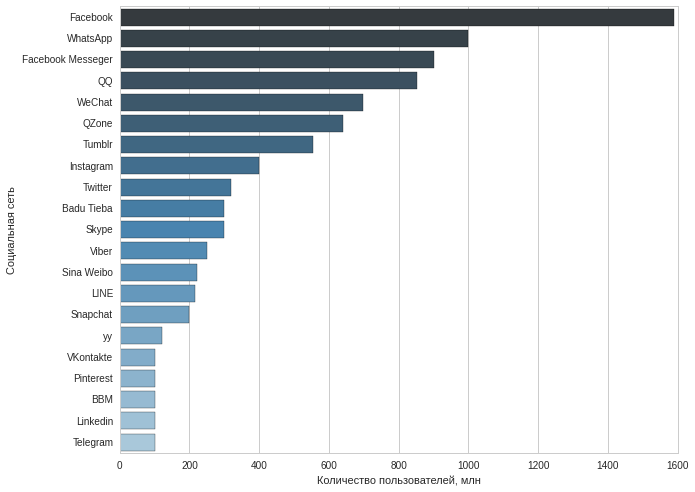 Facebook
WhatsApp
Facebook Messeger
QQ
WeChat
QZone
Tumblr
Instagram
Twitter
Badu Tieba
Skype
Viber
Sina Weibo
LINE
Snapchat
yy
VKontakte
Pinterest
BBM
Linkedin
Telegram
Социальная сеть
0 200 400 600 800 1000 1200 1400 1600
Количество пользователей, млн